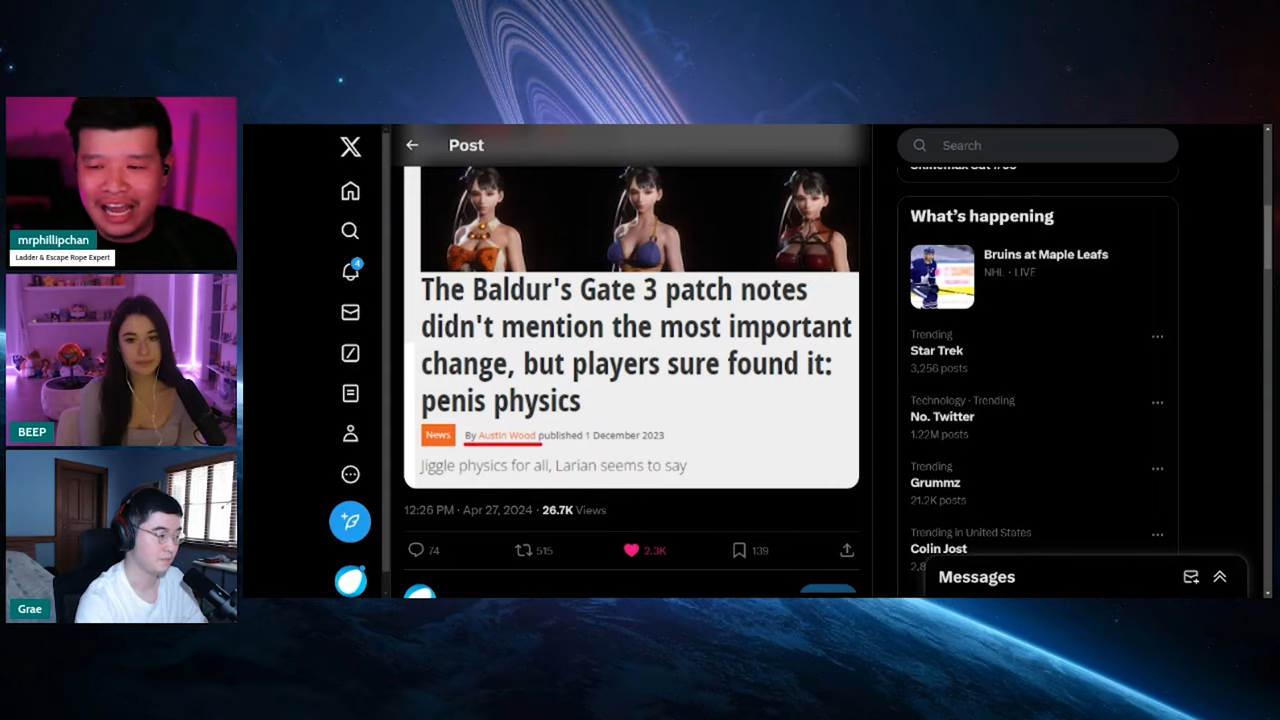 mrphillipchan
Ladder & Escape Rope Expert
BEEP
Grae
X
4
Post
The Baldur's Gate 3 patch notes
didn't mention the most important
change, but players sure found it:
penis physics
News
By Austin Wood published 1 December 2023
Jiggle physics for all, Larian seems to say
12:26 PM · Apr 27, 2024 · 26.7K Views
74
515
2.3K
139
Search
What's happening
Bruins at Maple Leafs
NHL · LIVE
Trending
Star Trek
3,256 posts
Technology · Trending
No. Twitter
1.22M posts
Trending
Grummz
21.2K posts
Trending in United States
Colin Jost
Messages